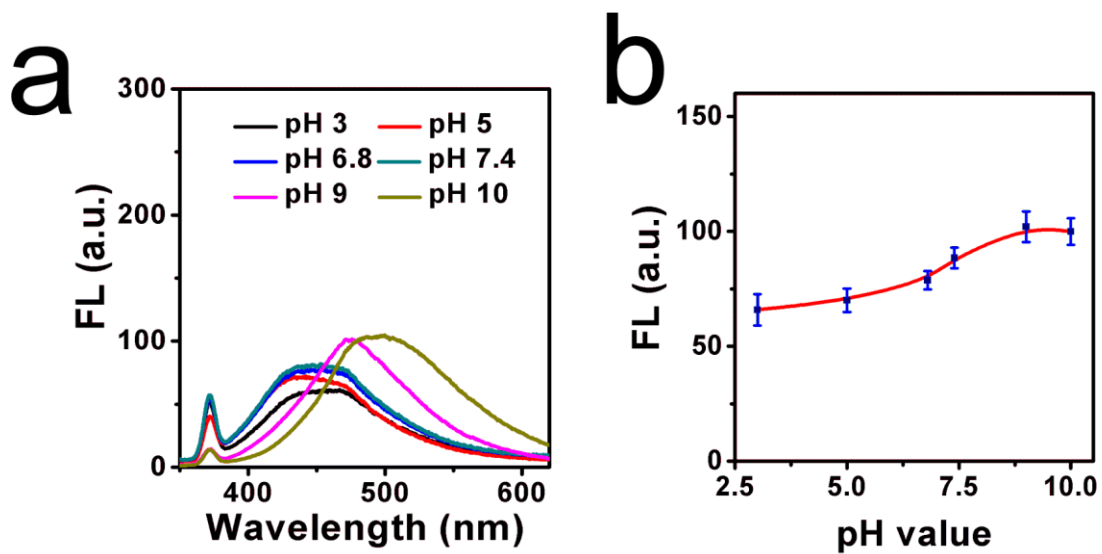 a
300
200
100
0
FL (a.u.)
pH 3 pH 5
pH 6.8 pH 7.4
pH 9 pH 10
400 500 600
Wavelength (nm)
b
150
100
50
0
FL (a.u.)
2.5 5.0 7.5 10.0
pH value